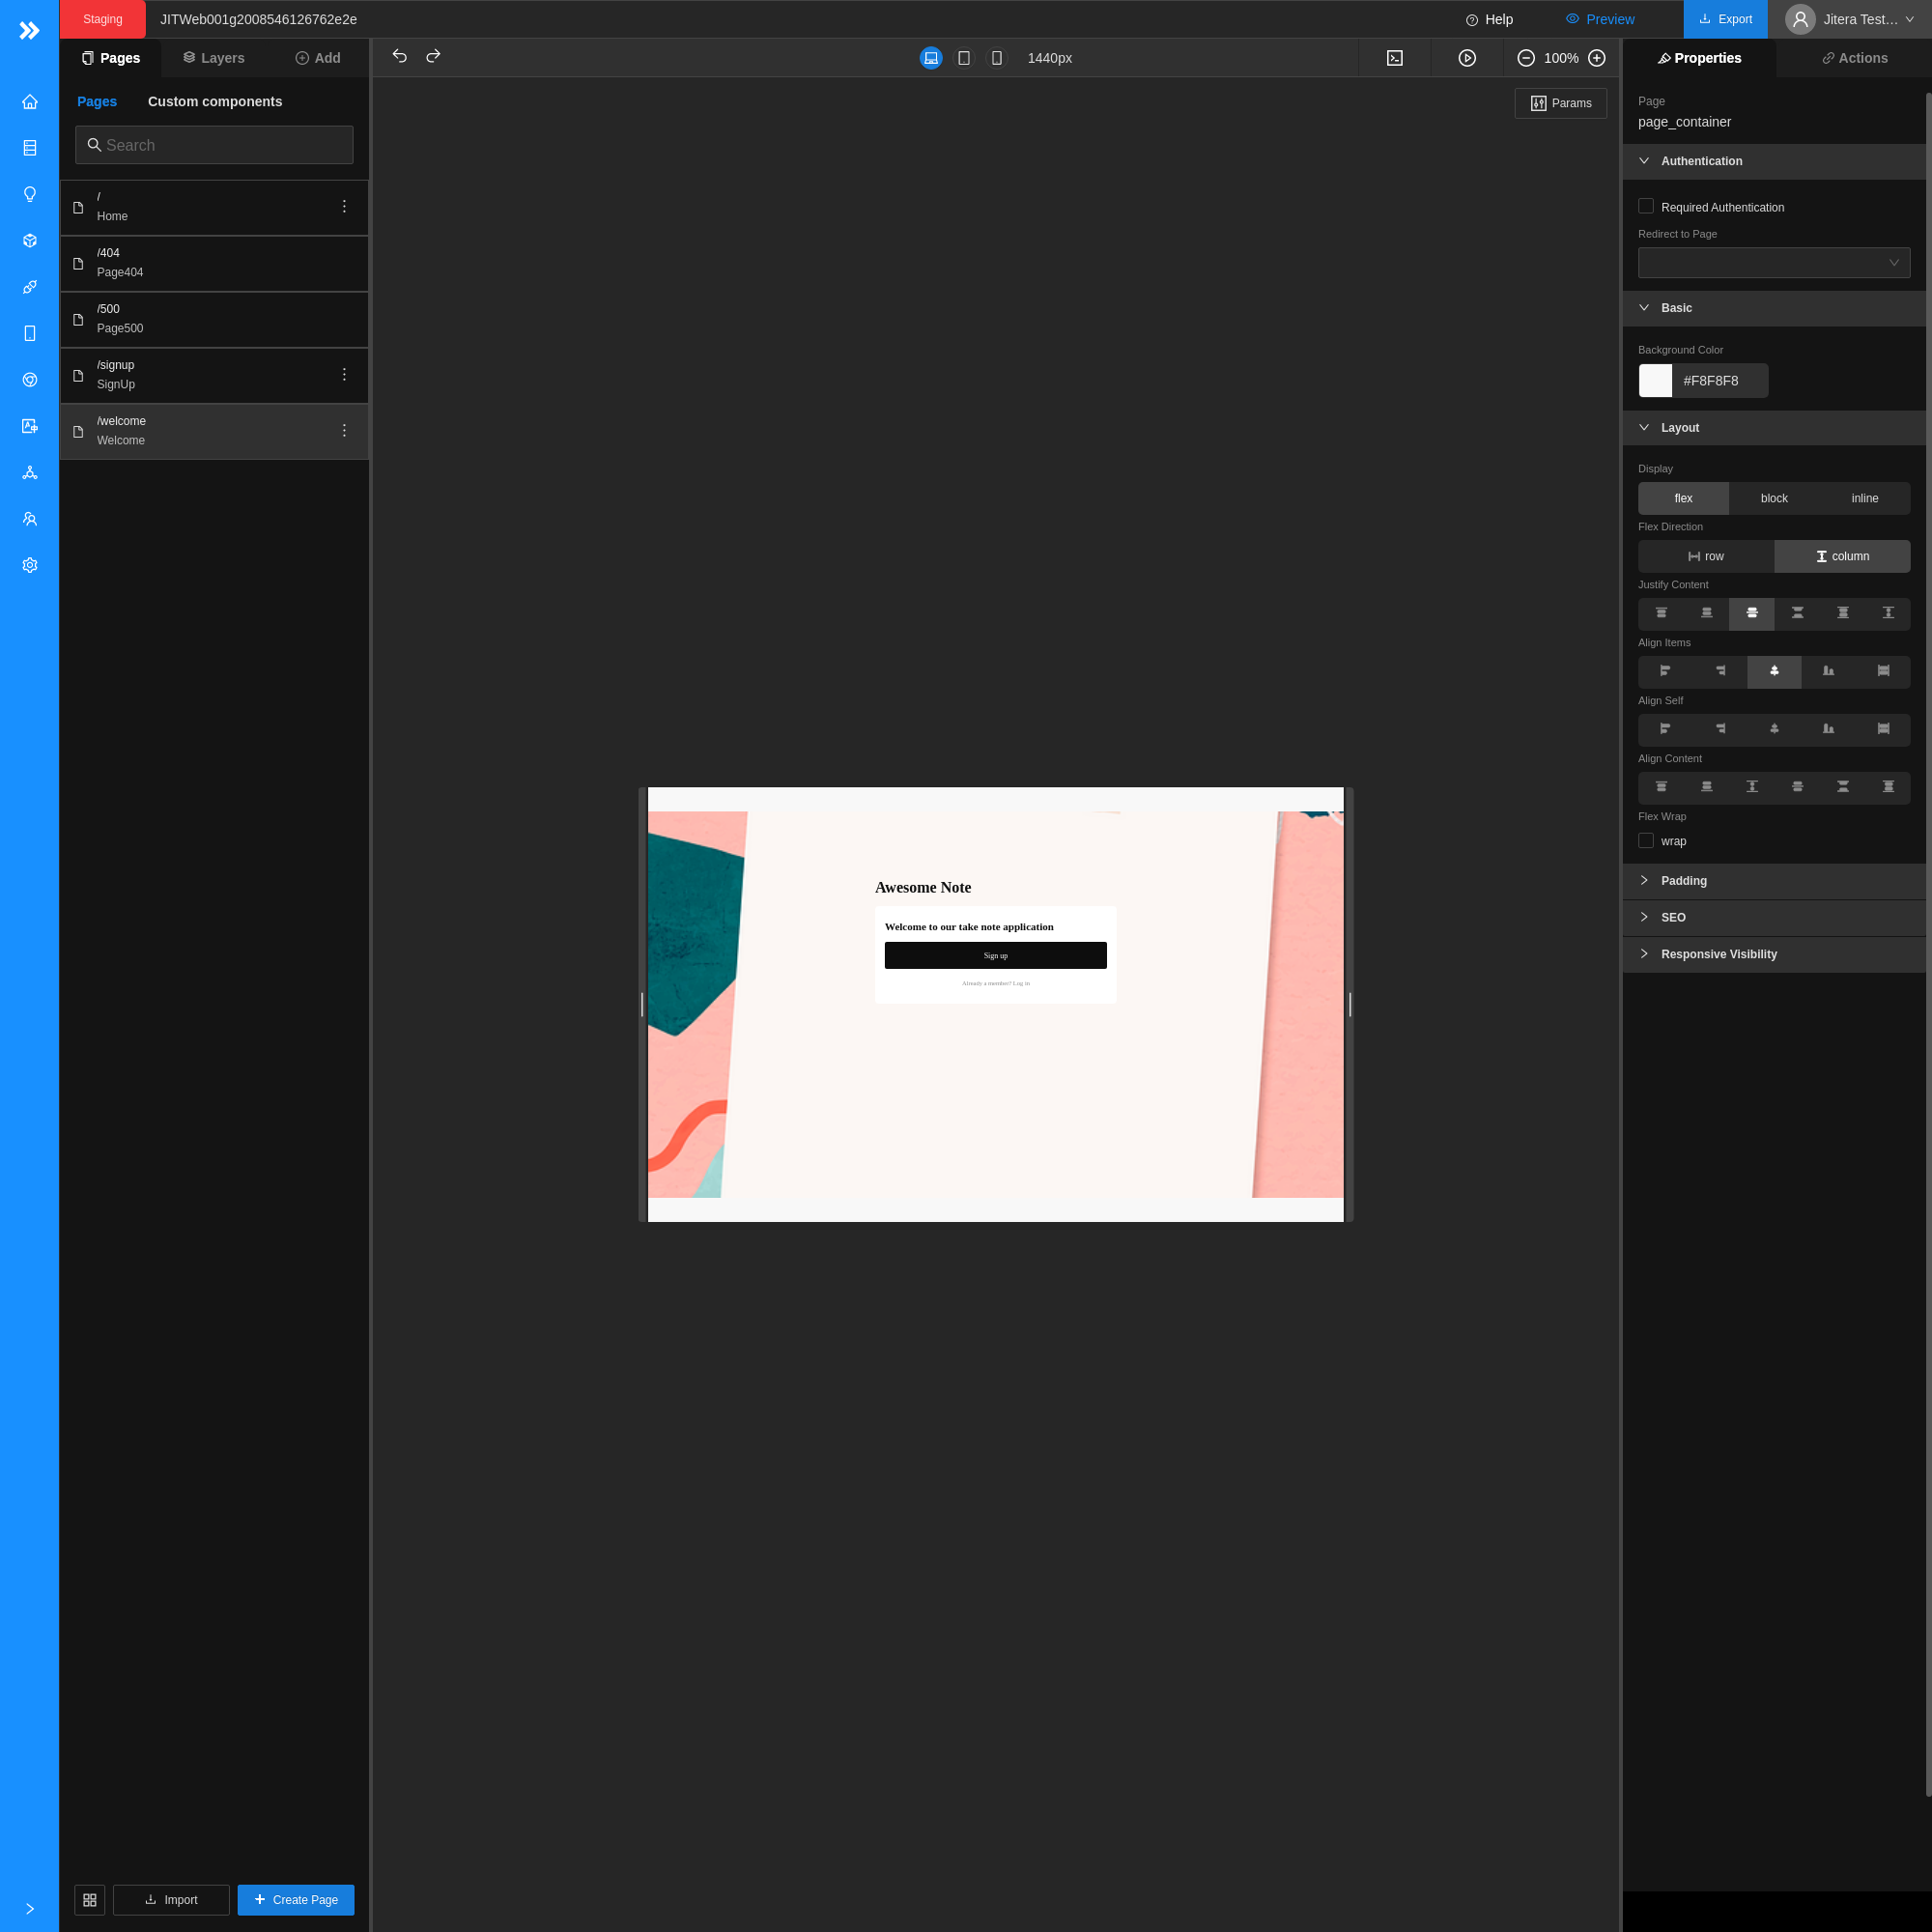 Staging
JITWeb001g2008546126762e2e
Help
Preview
Export
Jitera Test...
Pages
Layers
Add
1440px
100%
Properties
Actions
Pages
Custom components
Search
/
Home
/404
Page404
/500
Page500
/signup
SignUp
/welcome
Welcome
Import
Create Page
Params
Awesome Note
Welcome to our take note application
Sign up
Already a member? Log in
Page
page_container
Authentication
Required Authentication
Redirect to Page
Basic
Background Color
#F8F8F8
Layout
Display
flex
block
inline
Flex Direction
row
column
Justify Content
Align Items
Align Self
Align Content
Flex Wrap
wrap
Padding
SEO
Responsive Visibility